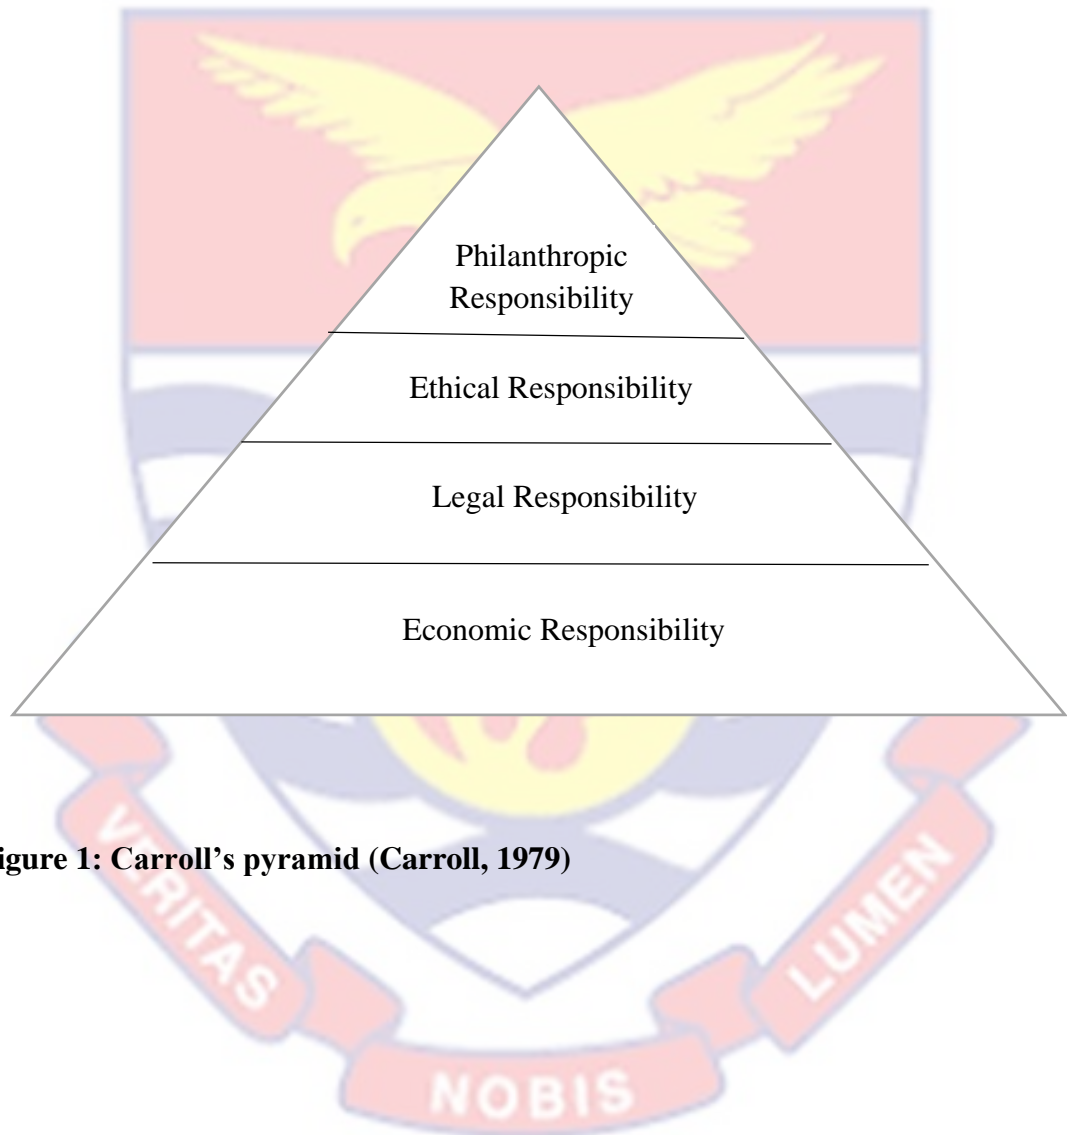 Philanthropic
Responsibility
Ethical Responsibility
Legal Responsibility
Economic Responsibility
igure 1: Carroll’s pyramid (Carroll, 1979)
VERITAS
NOBIS
LUMEN